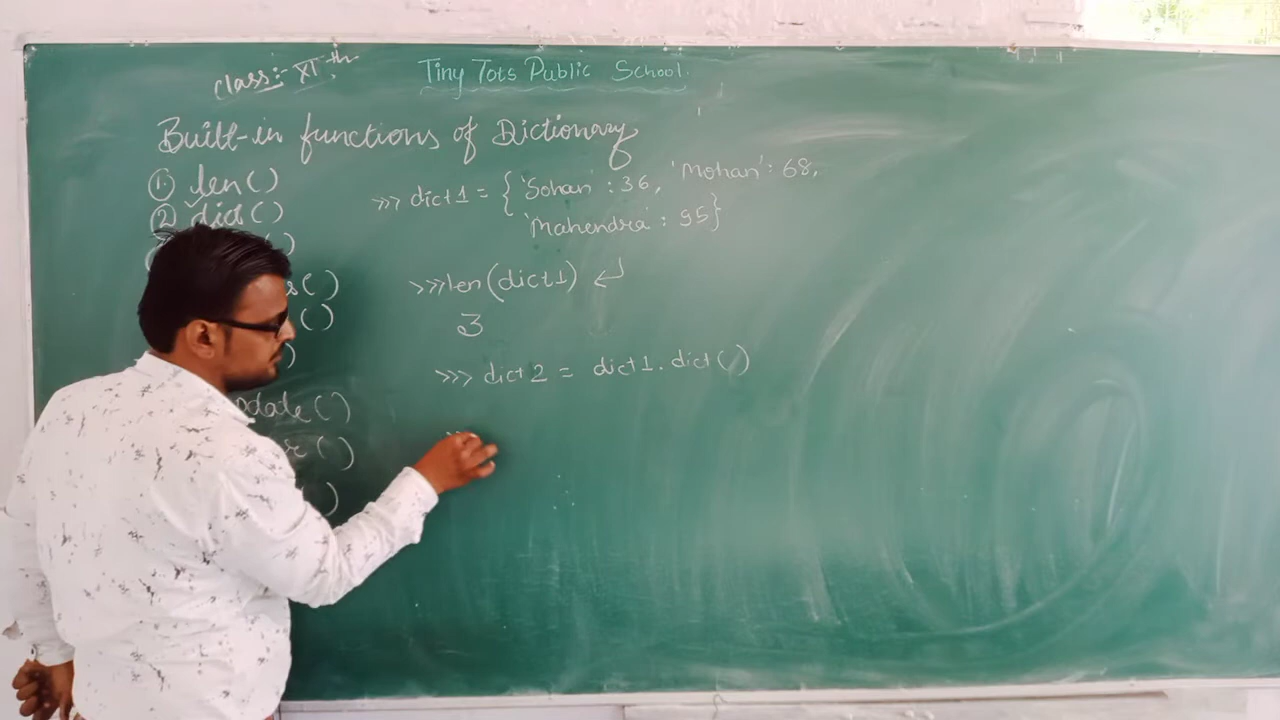 class:- XI th
Tiny Tots Public School.
Built-in functions of Dictionary
① len()
② dict()
()
s()
()
)
pdate()
r()
)
>>> dict1 = {'Sohan' : 36, 'Mohan' : 68,
'Mahendra' : 95}
>>> len(dict1) ↵
3
>>> dict2 = dict1.dict()